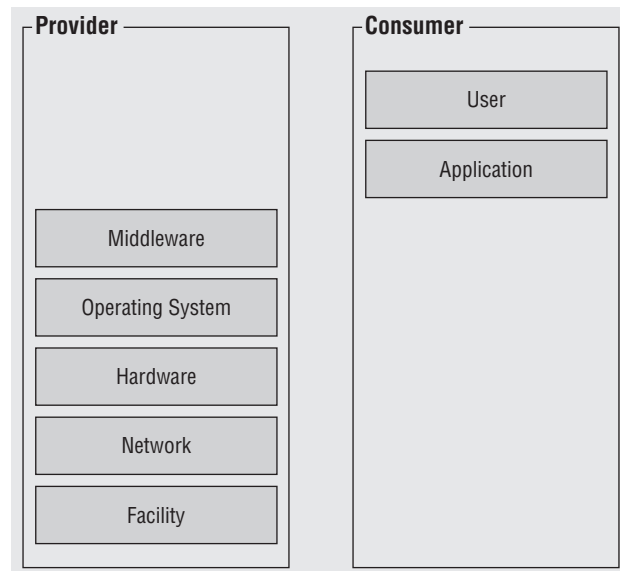 Provider
Middleware
Operating System
Hardware
Network
Facility
Consumer
User
Application